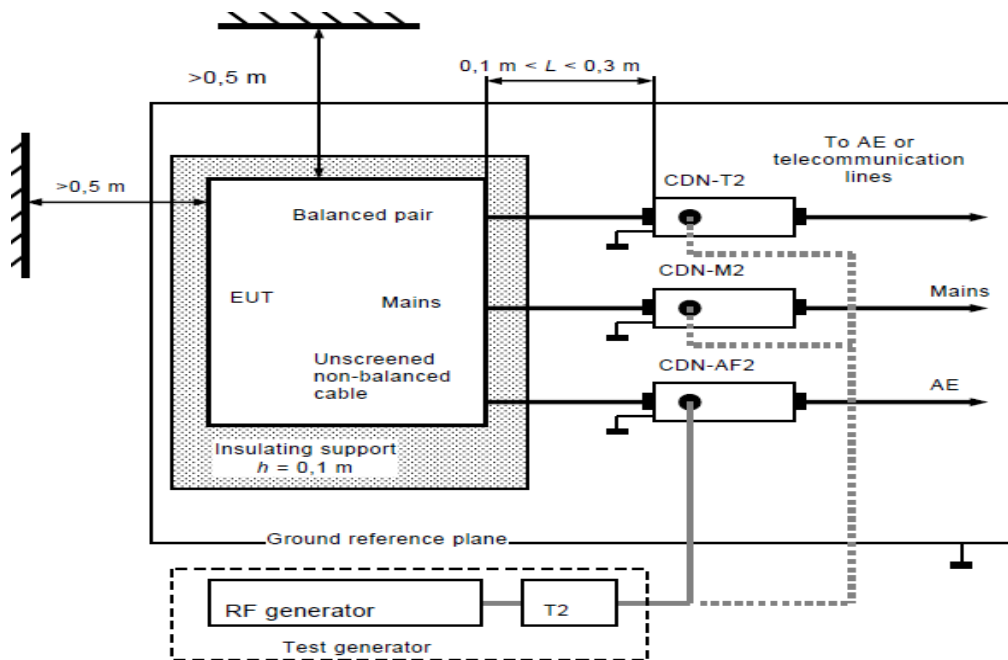 >0,5 m
0,1 m < L < 0,3 m
To AE or
telecommunication
lines
>0,5 m
CDN-T2
Balanced pair
CDN-M2
EUT
Mains
Mains
Unscreened
non-balanced
cable
CDN-AF2
AE
Insulating support
h = 0,1 m
Ground reference plane
RF generator
T2
Test generator